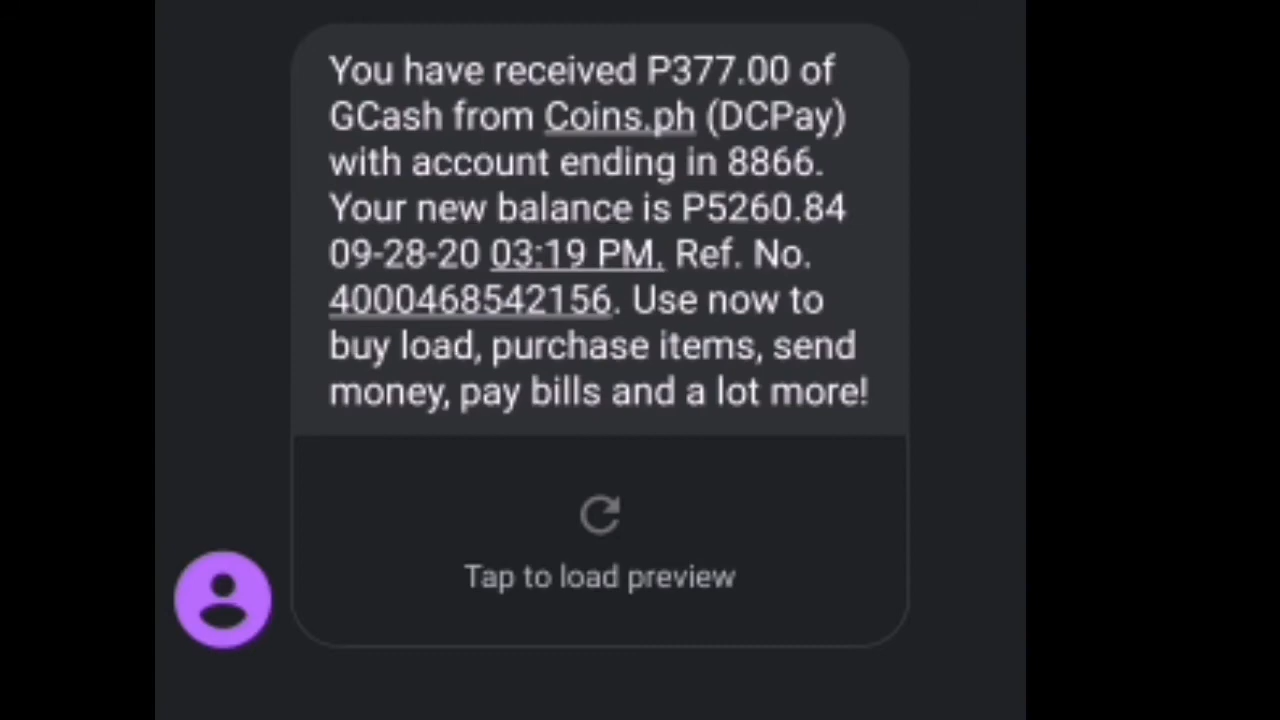 You have received P377.00 of
GCash from Coins.ph (DCPay)
with account ending in 8866.
Your new balance is P5260.84
09-28-20 03:19 PM. Ref. No.
4000468542156. Use now to
buy load, purchase items, send
money, pay bills and a lot more!
Tap to load preview